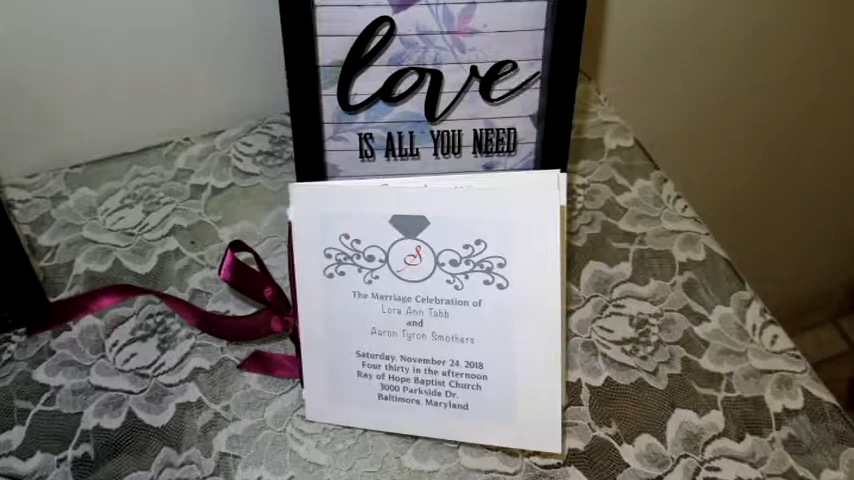 love
IS ALL YOU NEED
S
The Marriage Celebration of
Lora Ann Tabb
and
Aaron Tyron Smothers
Saturday, November 24, 2018
Four thirty in the afternoon
Ray of Hope Baptist Church
3000 Parkside Dr.
Baltimore, Maryland